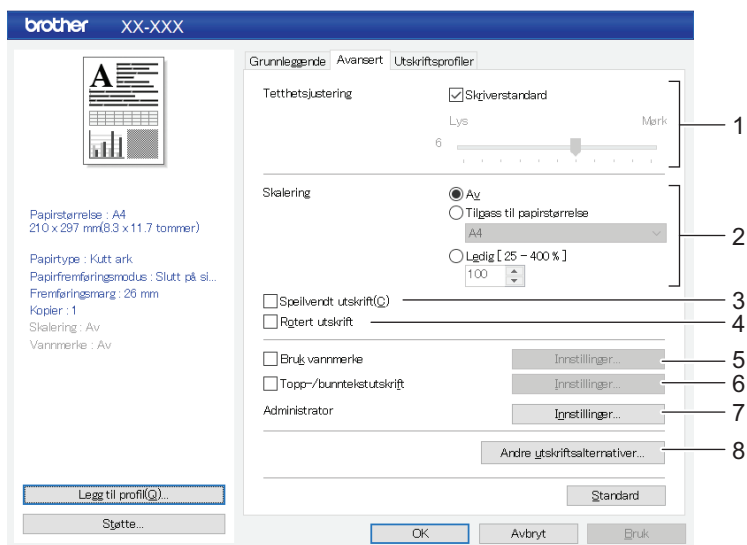 brother XX-XXX
A
Papirstørrelse : A4
210 x 297 mm(8.3 x 11.7 tommer)
Papirtype : Kutt ark
Papirfremføringsmodus : Slutt på si...
Fremføringsmarg : 26 mm
Kopier : 1
Skalering : Av
Vannmerke : Av
Legg til profil(Q)...
Støtte...
Grunnleggende Avansert Utskriftsprofiler
Tetthetsjustering
Skriverstandard
Lys Mørk
6
1
Skalering
Av
Tilpass til papirstørrelse
A4
Ledig [ 25 – 400 % ]
100
2
Speilvendt utskrift(C) 3
Rotert utskrift 4
Bruk vannmerke Innstillinger... 5
Topp-/bunntekstutskrift Innstillinger... 6
Administrator Innstillinger... 7
Andre utskriftsalternativer... 8
Standard
OK Avbryt Bruk